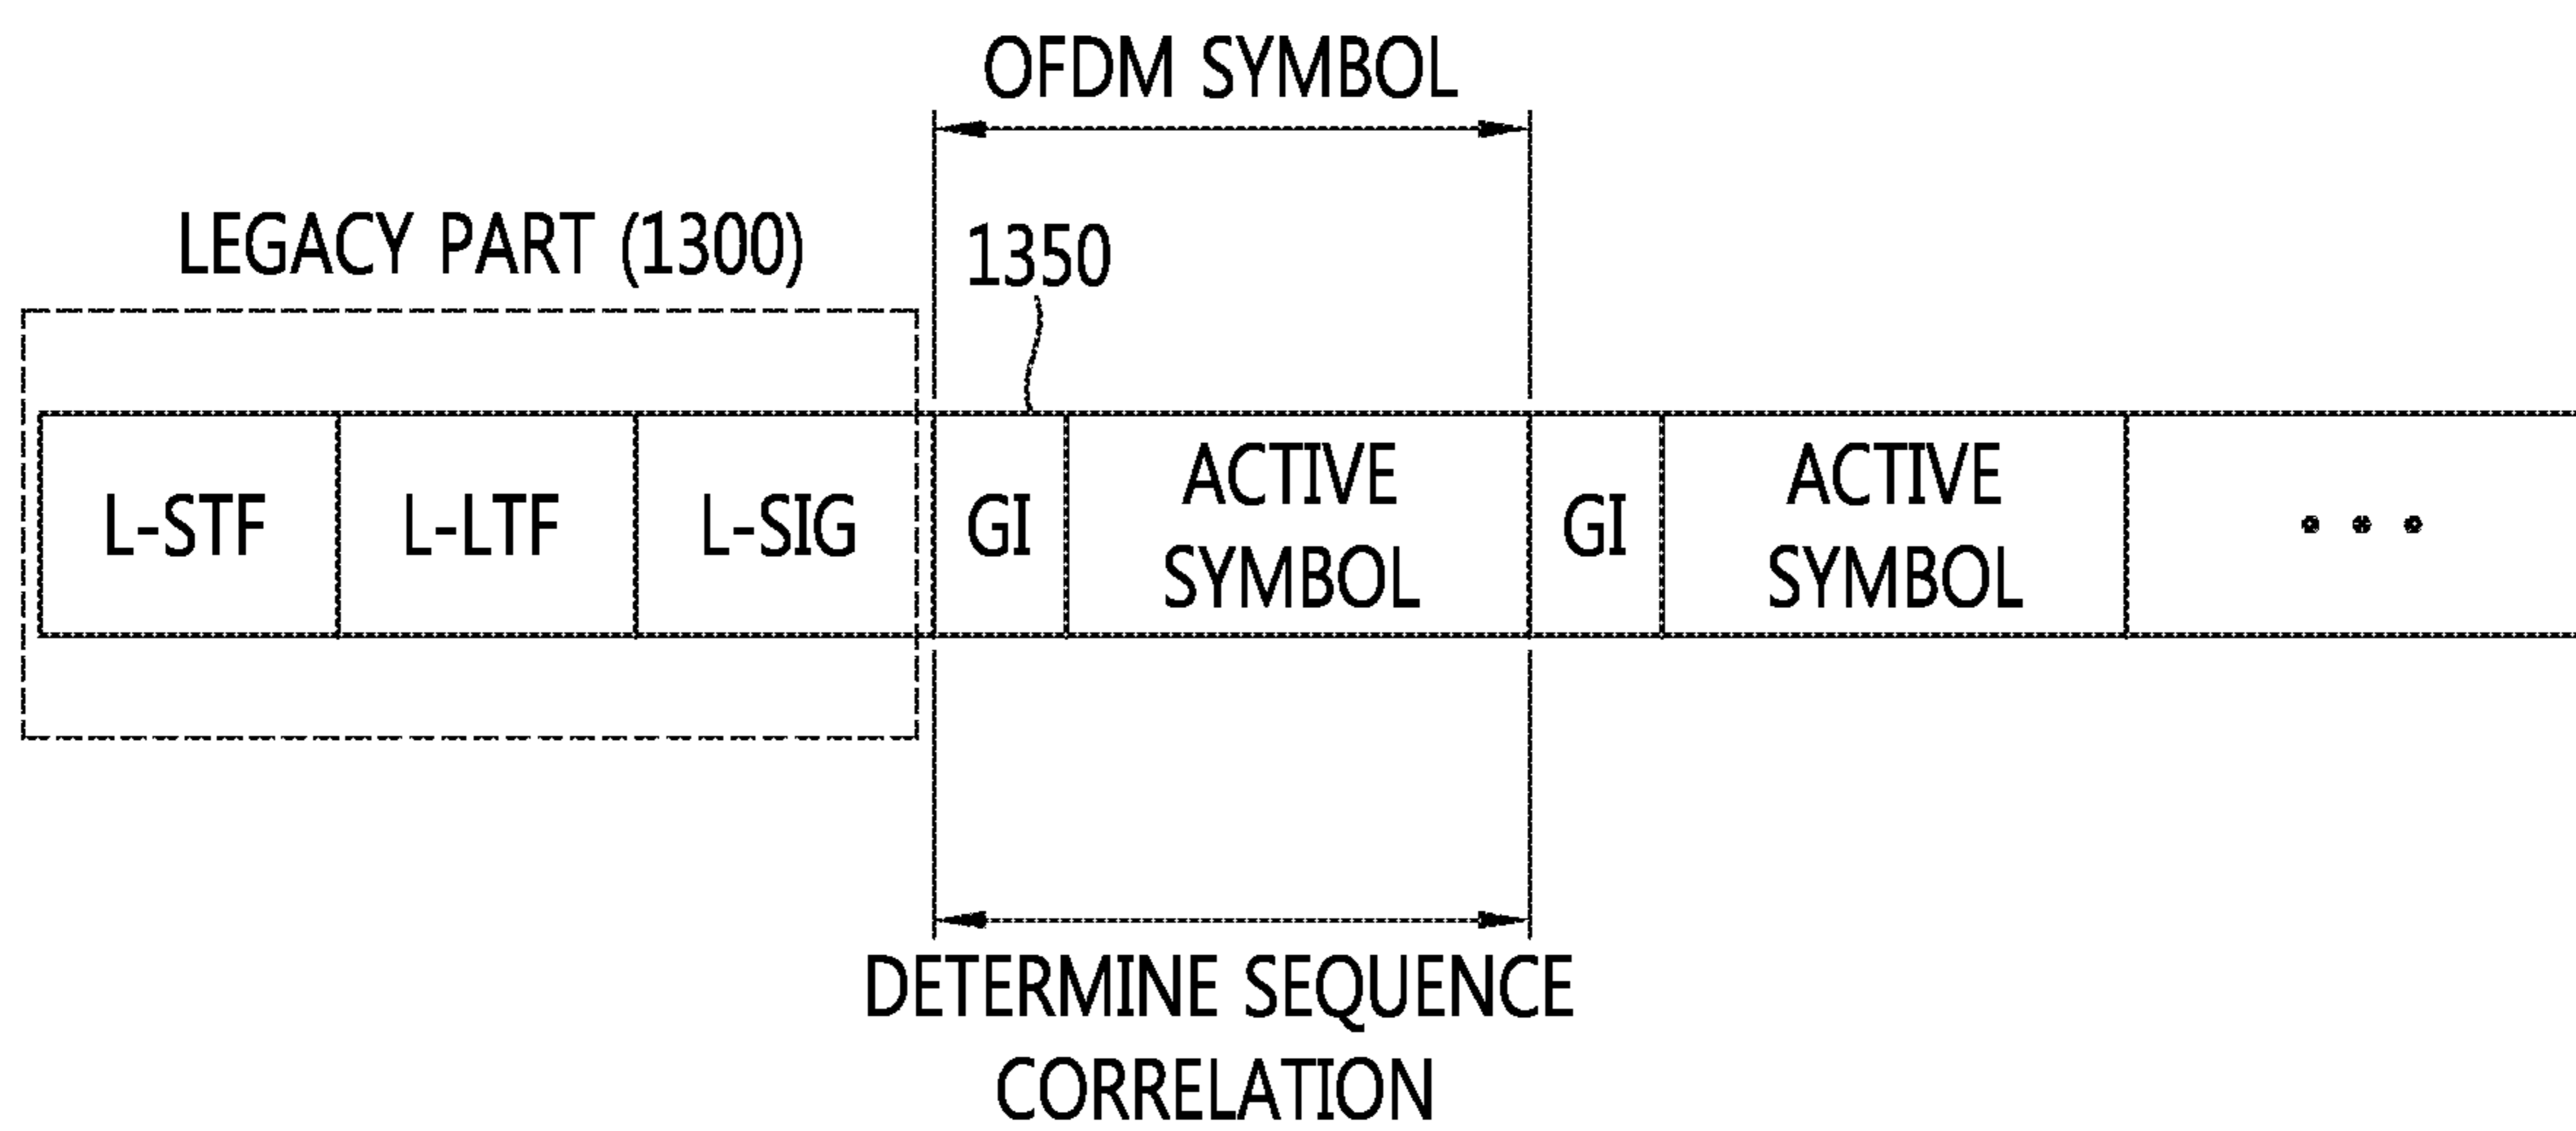 OFDM SYMBOL
LEGACY PART (1300)
1350
L-STF
L-LTF
L-SIG
GI
ACTIVE
SYMBOL
GI
ACTIVE
SYMBOL
• • •
DETERMINE SEQUENCE
CORRELATION